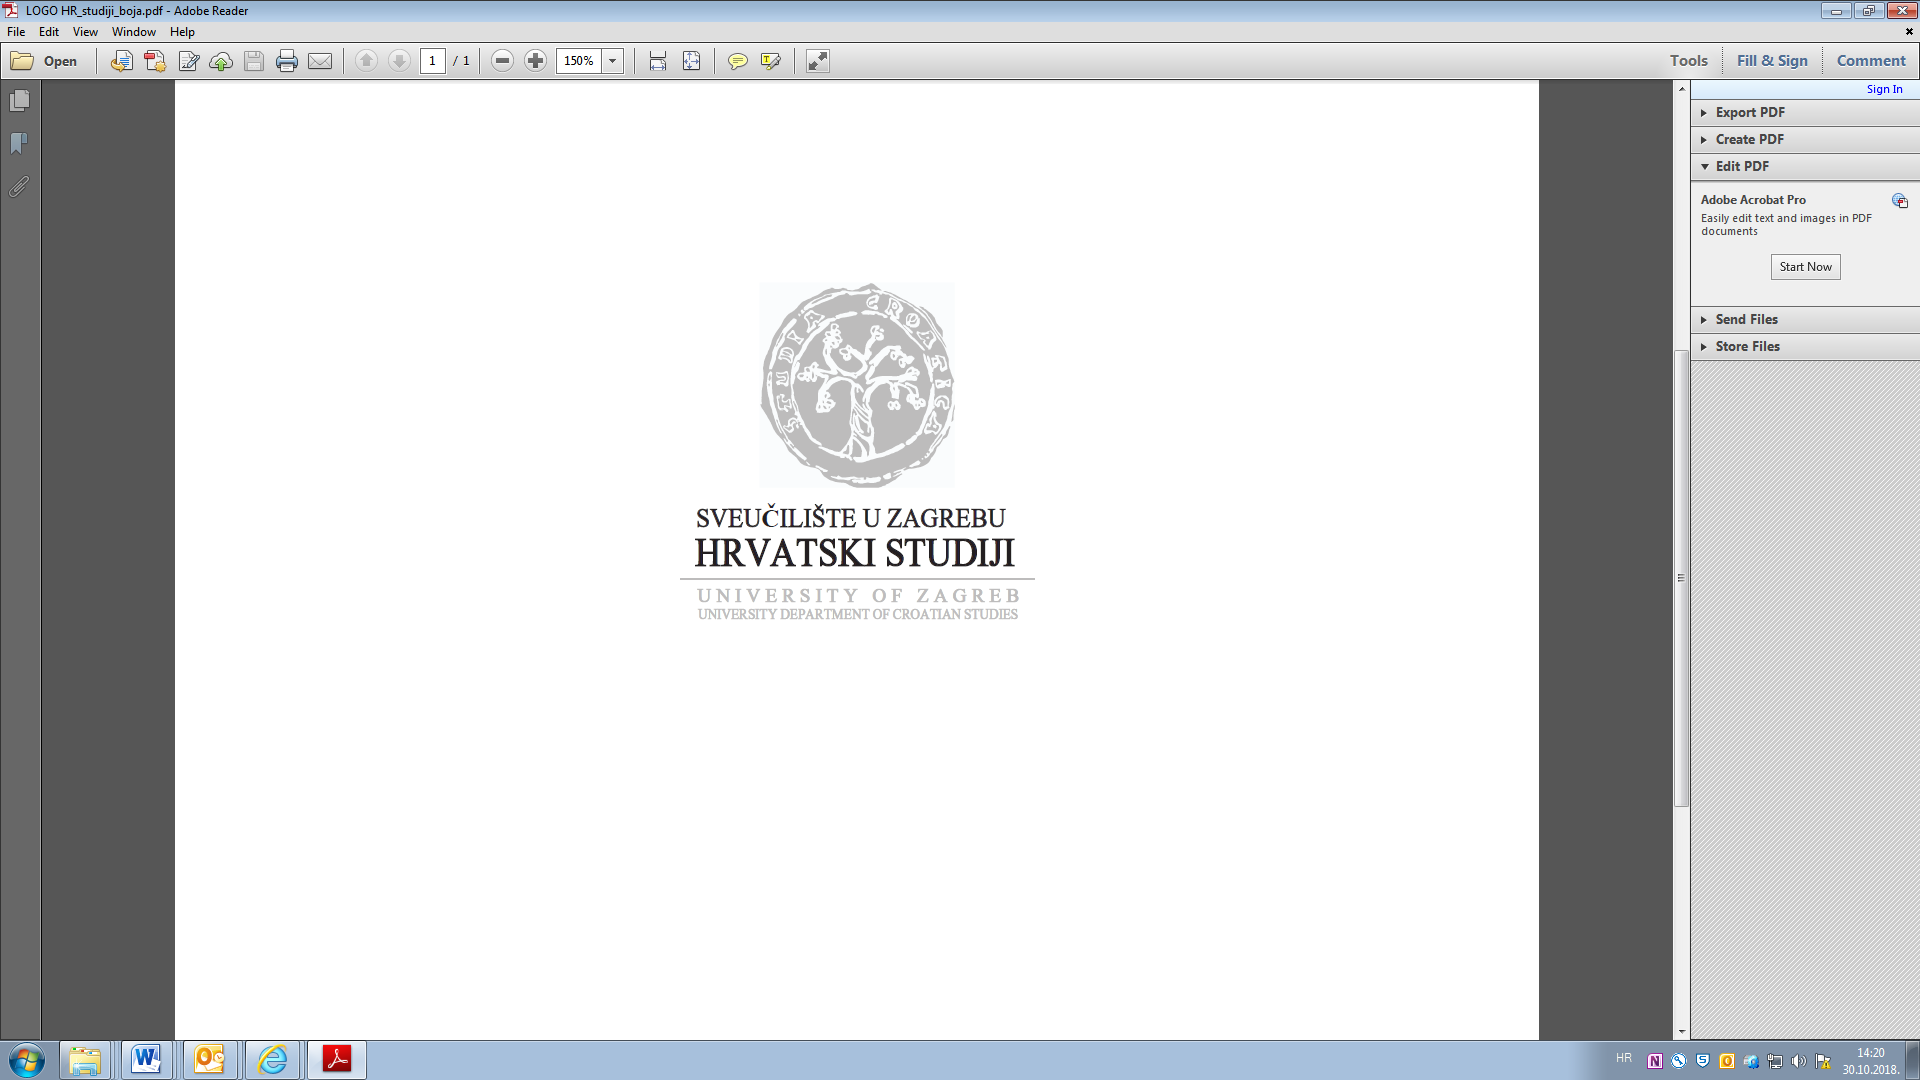 LOGO HR_studiji_boja.pdf - Adobe Reader
File Edit View Window Help
Open 1 / 1 150% Tools Fill & Sign Comment
Sign In
Export PDF
Create PDF
Edit PDF
Adobe Acrobat Pro
Easily edit text and images in PDF
documents
Start Now
Send Files
Store Files
STUDIA CROATICA
SVEUČILIŠTE U ZAGREBU
HRVATSKI STUDIJI
UNIVERSITY OF ZAGREB
UNIVERSITY DEPARTMENT OF CROATIAN STUDIES
HR 14:20
30.10.2018.